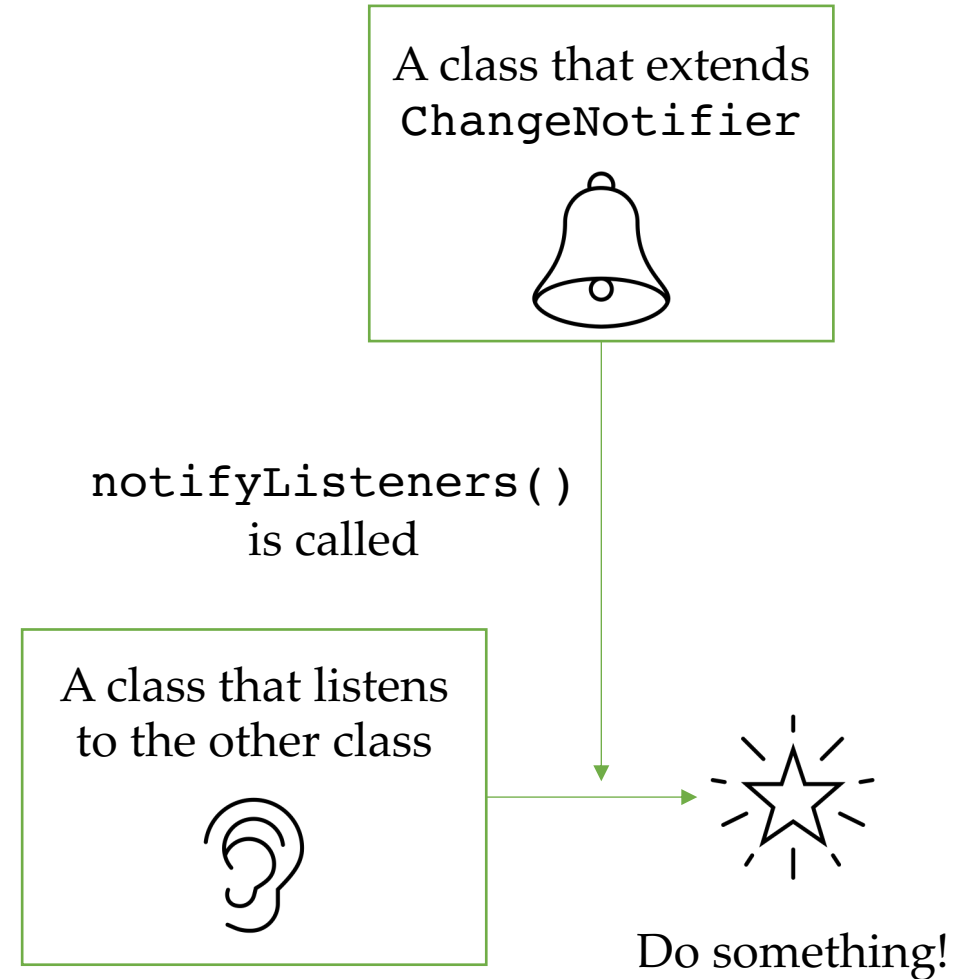 A class that extends
ChangeNotifier
notifyListeners()
is called
A class that listens
to the other class
Do something!